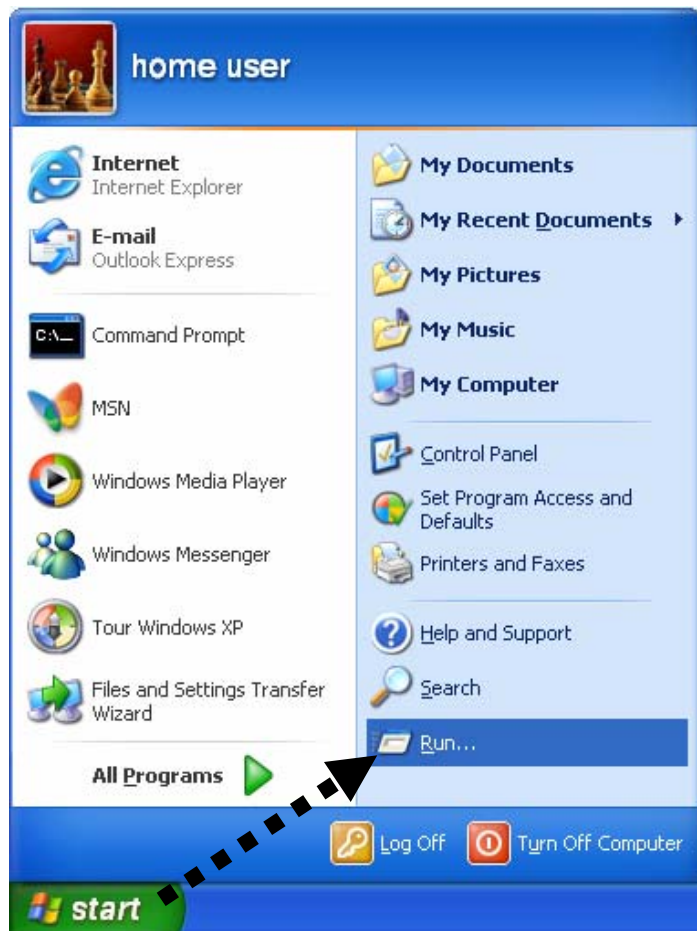 home user
Internet
Internet Explorer
E-mail
Outlook Express
C:\_
Command Prompt
MSN
Windows Media Player
Windows Messenger
Tour Windows XP
Files and Settings Transfer
Wizard
All Programs
My Documents
My Recent Documents
My Pictures
My Music
My Computer
Control Panel
Set Program Access and
Defaults
Printers and Faxes
Help and Support
Search
Run...
Log Off
Turn Off Computer
start